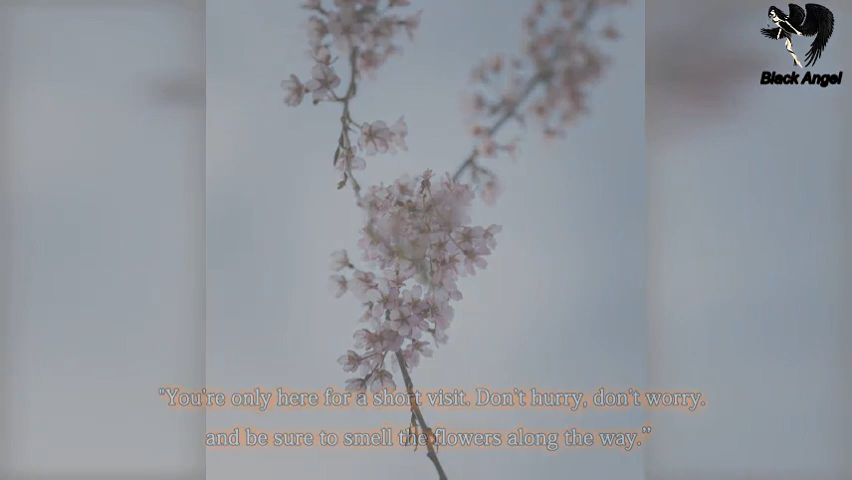 Black Angel
"You're only here for a short visit. Don't hurry, don't worry.
and be sure to smell the flowers along the way."